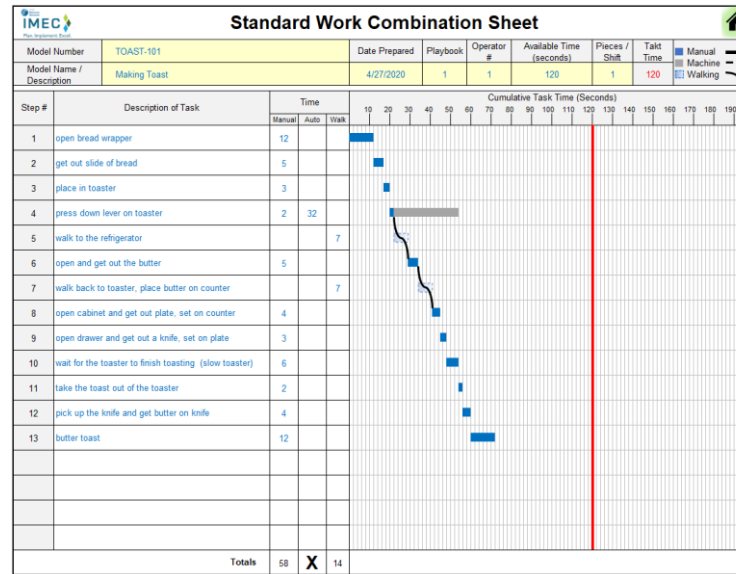 IMEC
Plan. Implement. Excel.
Standard Work Combination Sheet
Model Number TOAST-101 Date Prepared Playbook Operator # Available Time (seconds) Pieces / Shift Takt Time
Model Name / Description Making Toast 4/27/2020 1 1 120 1 120
Manual
Machine
Walking
Step # Description of Task Time Cumulative Task Time (Seconds)
Manual Auto Walk 10 20 30 40 50 60 70 80 90 100 110 120 130 140 150 160 170 180 190
1 open bread wrapper 12
2 get out slide of bread 5
3 place in toaster 3
4 press down lever on toaster 2 32
5 walk to the refrigerator 7
6 open and get out the butter 5
7 walk back to toaster, place butter on counter 7
8 open cabinet and get out plate, set on counter 4
9 open drawer and get out a knife, set on plate 3
10 wait for the toaster to finish toasting (slow toaster) 6
11 take the toast out of the toaster 2
12 pick up the knife and get butter on knife 4
13 butter toast 12
Totals 58 X 14